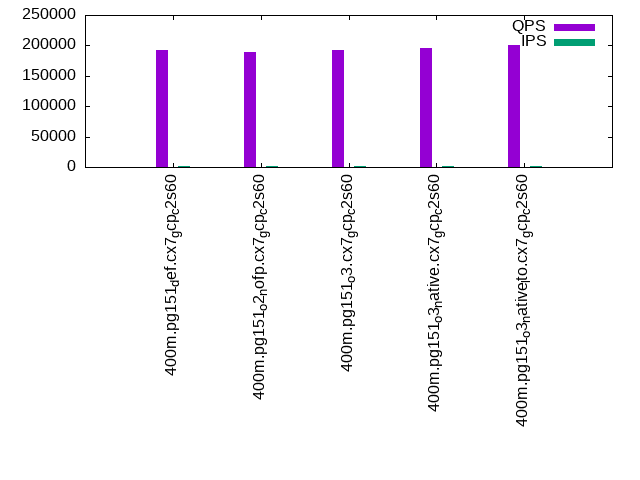 250000
200000
150000
100000
50000
0
QPS
IPS
400m.pg151def.cx7gcpc2s60
400m.pg151o2nofp.cx7gcpc2s60
400m.pg151o3.cx7gcpc2s60
400m.pg151o3native.cx7gcpc2s60
400m.pg151o3nativelto.cx7gcpc2s60